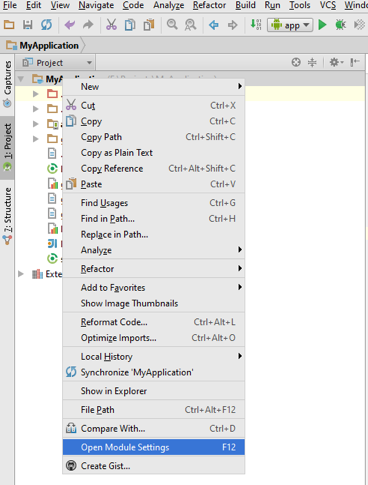 File Edit View Navigate Code Analyze Refactor Build Run Tools VCS
app
MyApplication
Project
Captures
1: Project
7: Structure
MyApplication
New
Cut Ctrl+X
Copy Ctrl+C
Copy Path Ctrl+Shift+C
Copy as Plain Text
Copy Reference Ctrl+Alt+Shift+C
Paste Ctrl+V
Find Usages Ctrl+G
Find in Path... Ctrl+H
Replace in Path...
Analyze
Refactor
Add to Favorites
Show Image Thumbnails
Reformat Code... Ctrl+Alt+L
Optimize Imports... Ctrl+Alt+O
Local History
Synchronize 'MyApplication'
Show in Explorer
File Path Ctrl+Alt+F12
Compare With... Ctrl+D
Open Module Settings F12
Create Gist...